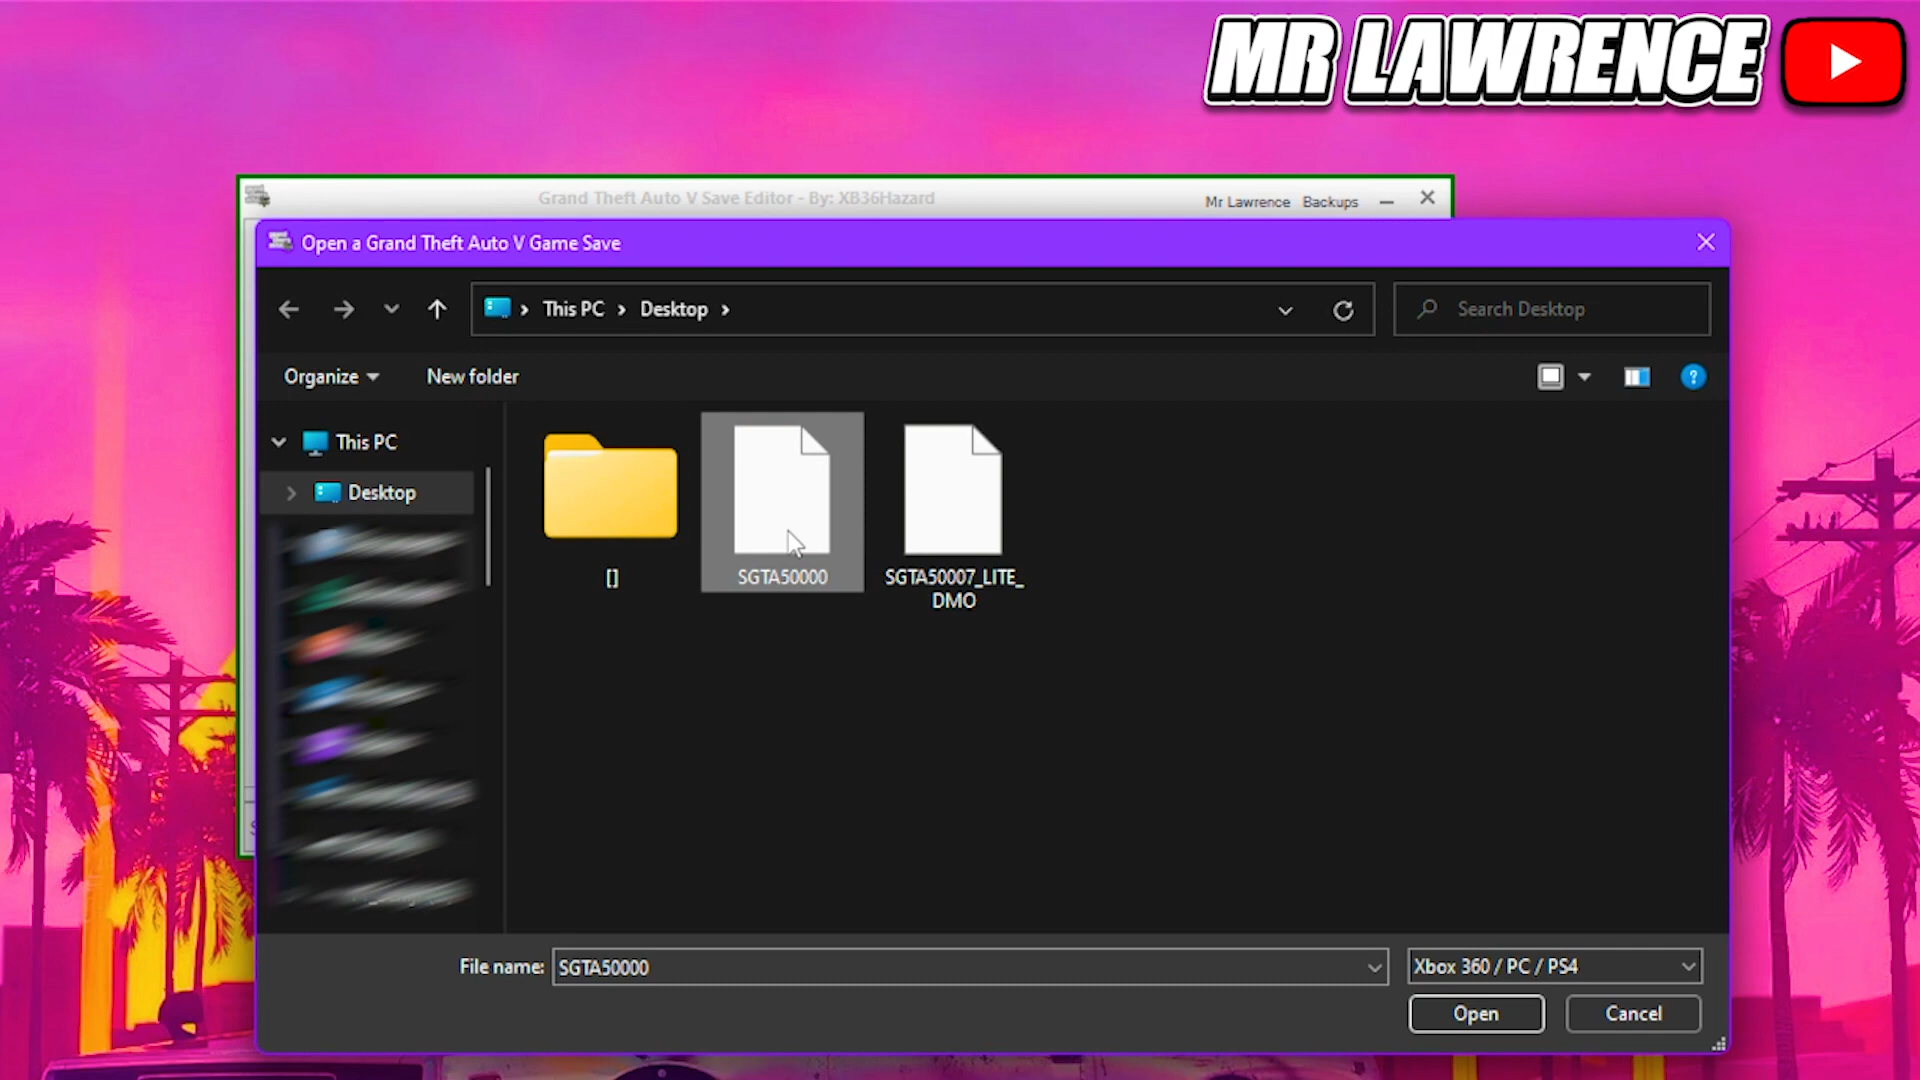 MR LAWRENCE
Grand Theft Auto V Save Editor - By: XB36Hazard
Mr Lawrence Backups
Open a Grand Theft Auto V Game Save
This PC > Desktop >
Search Desktop
Organize
New folder
This PC
Desktop
[]
SGTA50000
SGTA50007_LITE_
DMO
File name: SGTA50000
Xbox 360 / PC / PS4
Open
Cancel